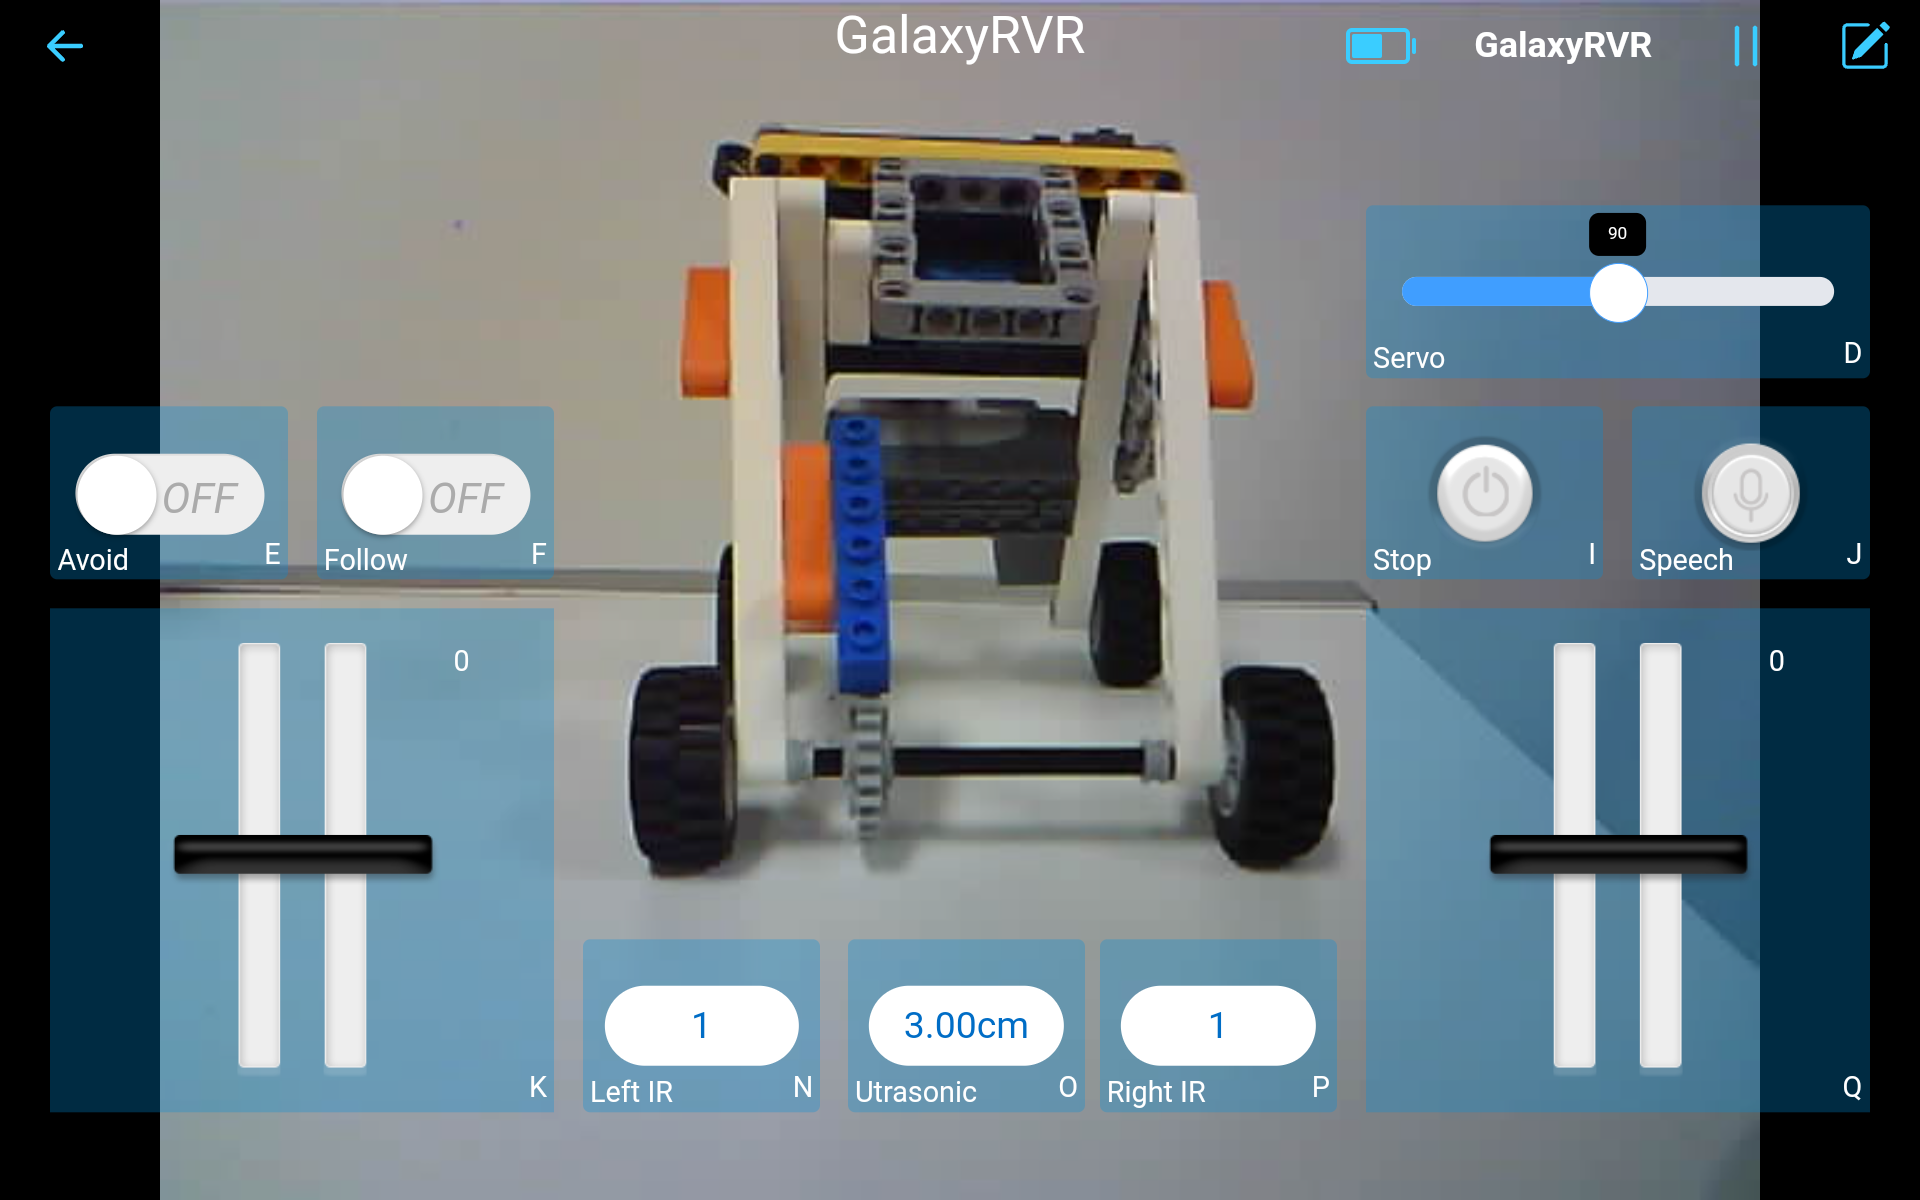 GalaxyRVR
GalaxyRVR
90
Servo D
OFF
Avoid E
OFF
Follow F
Stop I
Speech J
0
K
1
Left IR N
3.00cm
Utrasonic O
1
Right IR P
0
Q